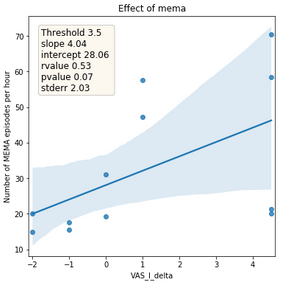 Effect of mema
Threshold 3.5
slope 4.04
intercept 28.06
rvalue 0.53
pvalue 0.07
stderr 2.03
Number of MEMA episodes per hour
70
60
50
40
30
20
10
−2
−1
0
1
2
3
4
VAS_I_delta